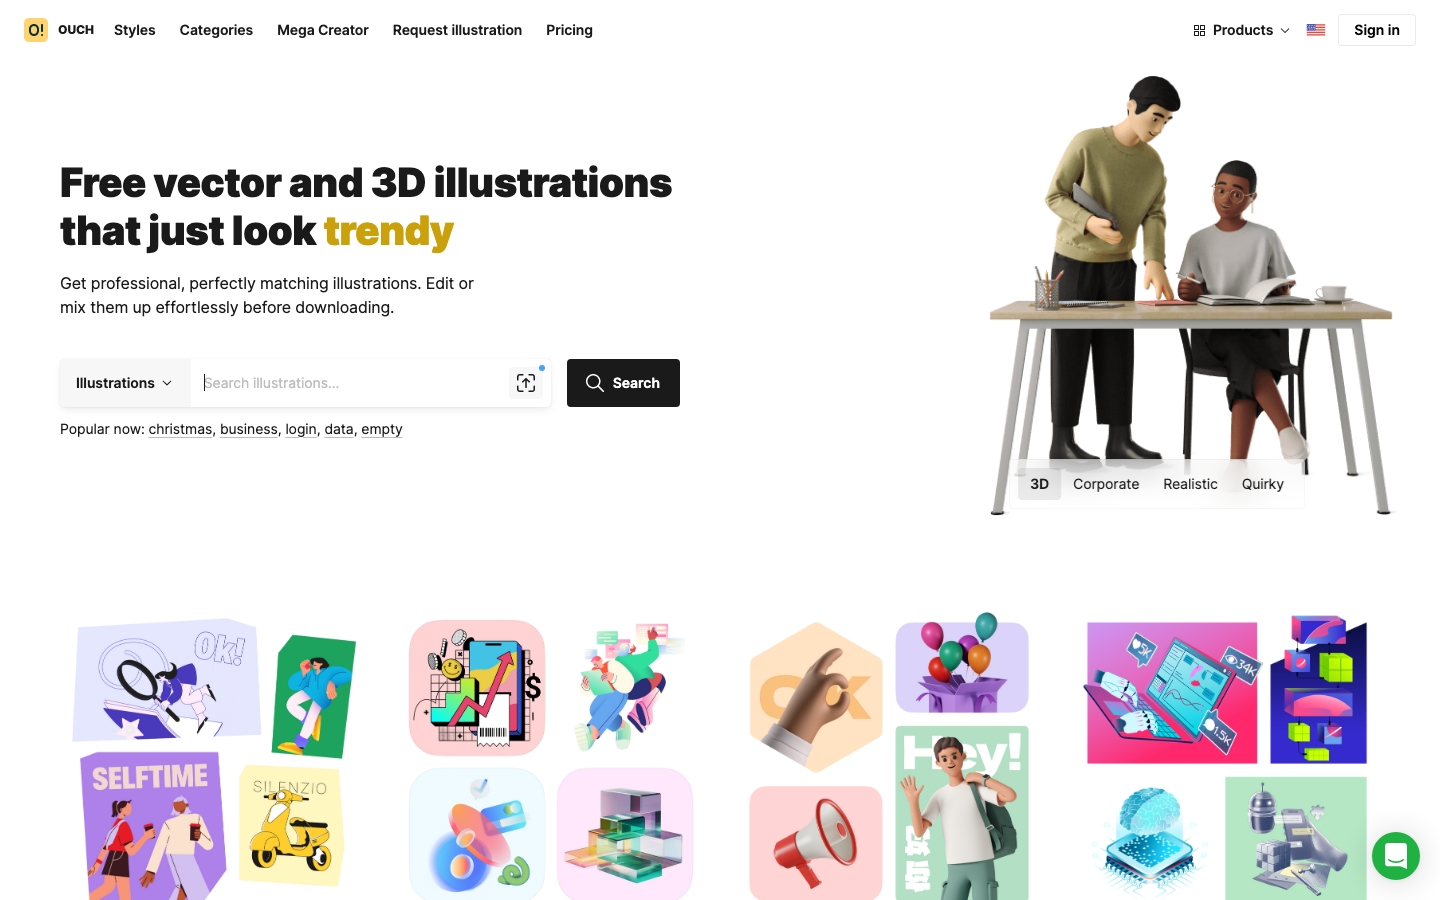 O! OUCH Styles Categories Mega Creator Request illustration Pricing Products Sign in
Free vector and 3D illustrations
that just look trendy
Get professional, perfectly matching illustrations. Edit or
mix them up effortlessly before downloading.
Illustrations Search illustrations... Search
Popular now: christmas, business, login, data, empty
3D Corporate Realistic Quirky
Ok!
$
OK
5K
34K
1.5K
SELFTIME
SILENZIO
Hey!